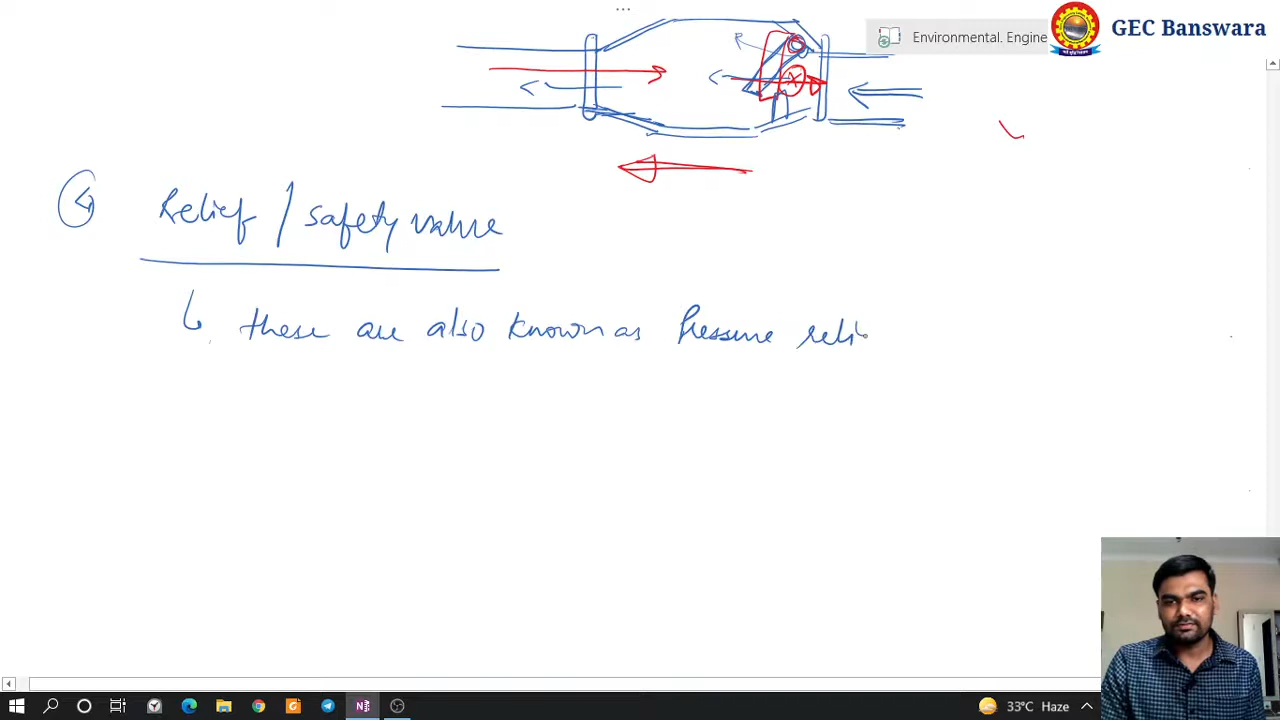 Environmental. Engine
GEC Banswara
R
4 Relief / safety valve
these are also known as Pressure reli
33°C Haze